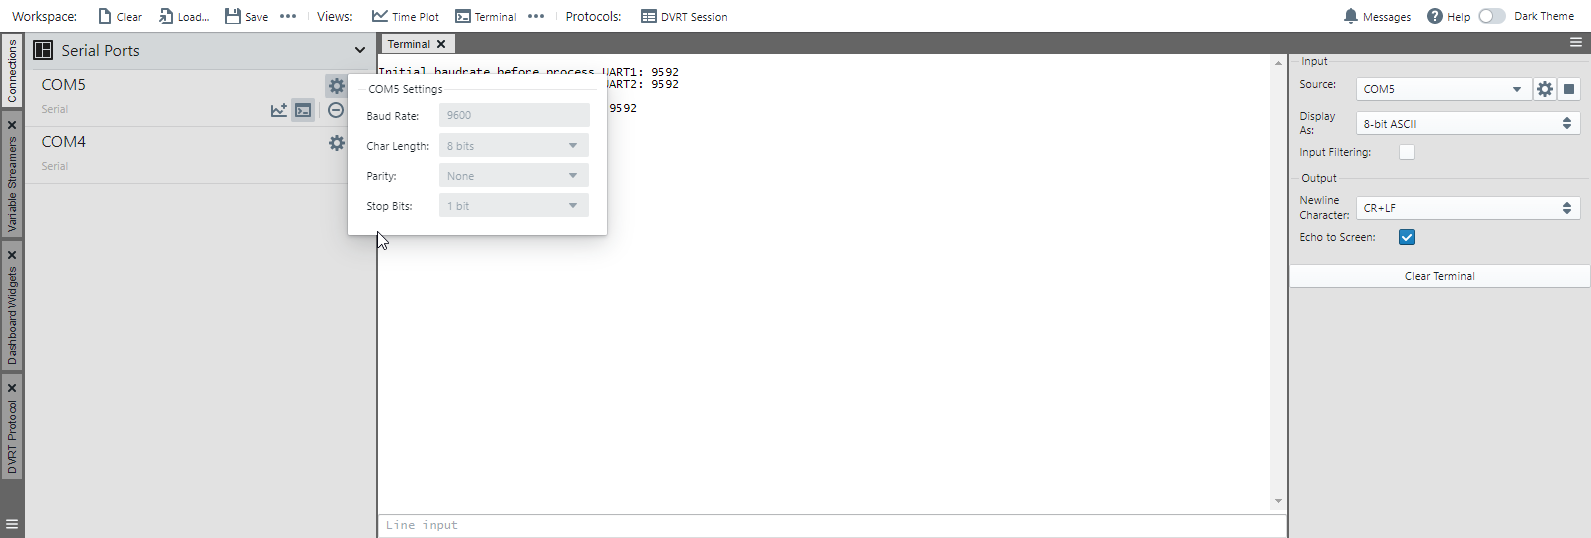 Workspace: Clear Load... Save ••• Views: Time Plot Terminal ••• Protocols: DVRT Session Messages Help Dark Theme
Connections
Variable Streamers
Dashboard Widgets
DVRT Protocol
Serial Ports
COM5
Serial
COM4
Serial
Terminal
Initial baudrate before process UART1: 9592
UART2: 9592
9592
COM5 Settings
Baud Rate: 9600
Char Length: 8 bits
Parity: None
Stop Bits: 1 bit
Line input
Input
Source: COM5
Display As: 8-bit ASCII
Input Filtering:
Output
Newline Character: CR+LF
Echo to Screen:
Clear Terminal